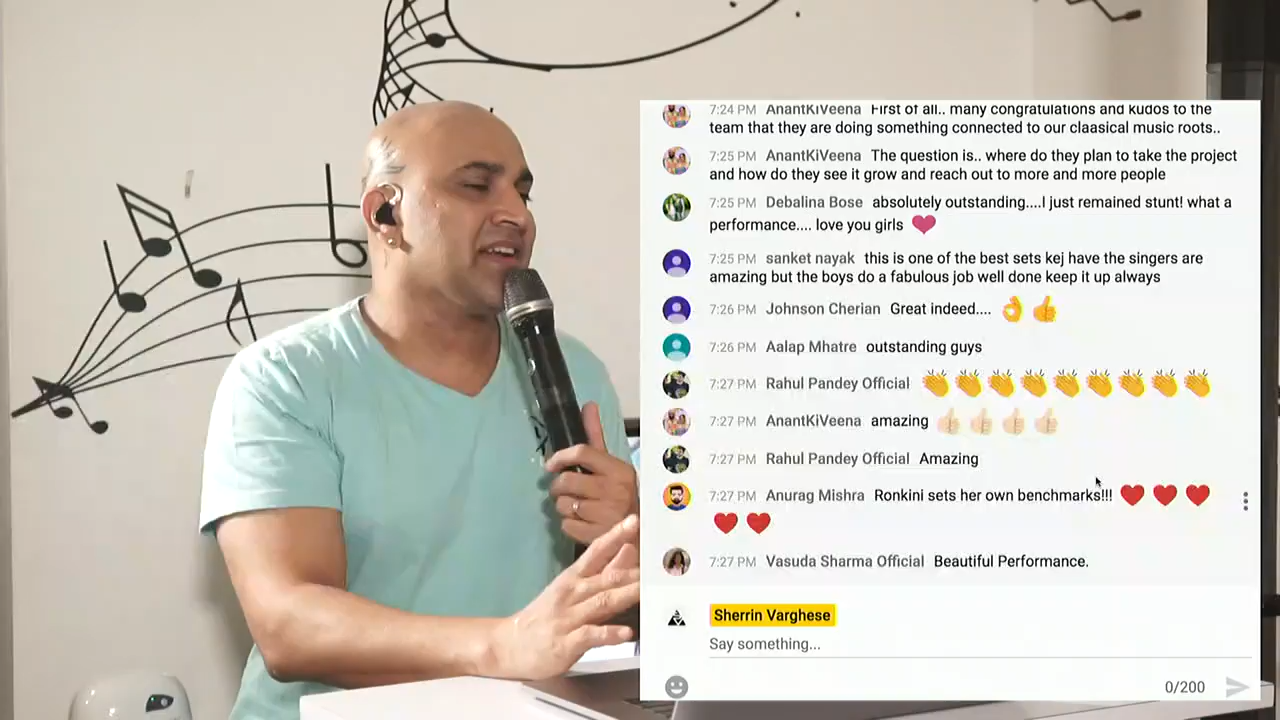 7:24 PM AnantKiVeena First of all.. many congratulations and kudos to the
team that they are doing something connected to our claasical music roots..
7:25 PM AnantKiVeena The question is.. where do they plan to take the project
and how do they see it grow and reach out to more and more people
7:25 PM Debalina Bose absolutely outstanding....I just remained stunt! what a
performance.... love you girls
7:25 PM sanket nayak this is one of the best sets kej have the singers are
amazing but the boys do a fabulous job well done keep it up always
7:26 PM Johnson Cherian Great indeed....
7:26 PM Aalap Mhatre outstanding guys
7:27 PM Rahul Pandey Official
7:27 PM AnantKiVeena amazing
7:27 PM Rahul Pandey Official Amazing
7:27 PM Anurag Mishra Ronkini sets her own benchmarks!!!
7:27 PM Vasuda Sharma Official Beautiful Performance.
Sherrin Varghese
Say something...
0/200